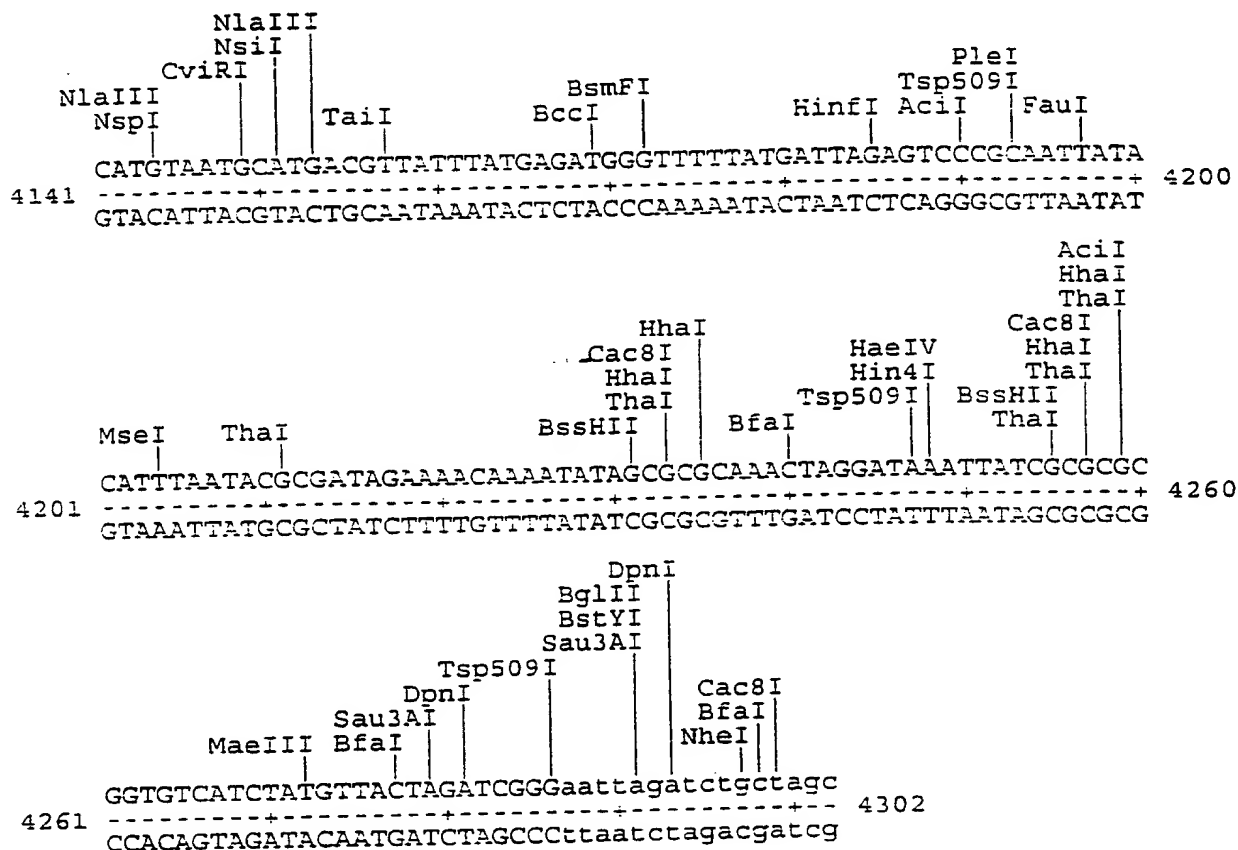 NlaIII
NsiI
CviRI
PleI
NlaIII BsmFI Tsp509I
NspI TaiI BccI HinfI AciI FauI
CATGTAATGCATGACGTTATTTATGAGATGGGTTTTTATGATTAGAGTCCCGCAATTATA
4141 ---------+---------+---------+---------+---------+---------+ 4200
GTACATTACGTACTGCAATAAATACTCTACCCAAAAATACTAATCTCAGGGCGTTAATAT
AciI
HhaI
ThaI
HhaI Cac8I
Cac8I HaeIV HhaI
HhaI Hin4I ThaI
ThaI Tsp509I BssHII
MseI ThaI BssHII BfaI ThaI
CATTTAATACGCGATAGAAAACAAAATATAGCGCGCAAACTAGGATAAATTATCGCGCGC
4201 ---------+---------+---------+---------+---------+---------+ 4260
GTAAATTATGCGCTATCTTTTGTTTTATATCGCGCGTTTGATCCTATTTAATAGCGCGCG
DpnI
BglII
BstYI
Sau3AI
Tsp509I
DpnI Cac8I
Sau3AI BfaI
MaeIII BfaI NheI
GGTGTCATCTATGTTACTAGATCGGGaattagatctgctagc
4261 ---------+---------+---------+---------+-- 4302
CCACAGTAGATACAATGATCTAGCCCttaatctagacgatcg